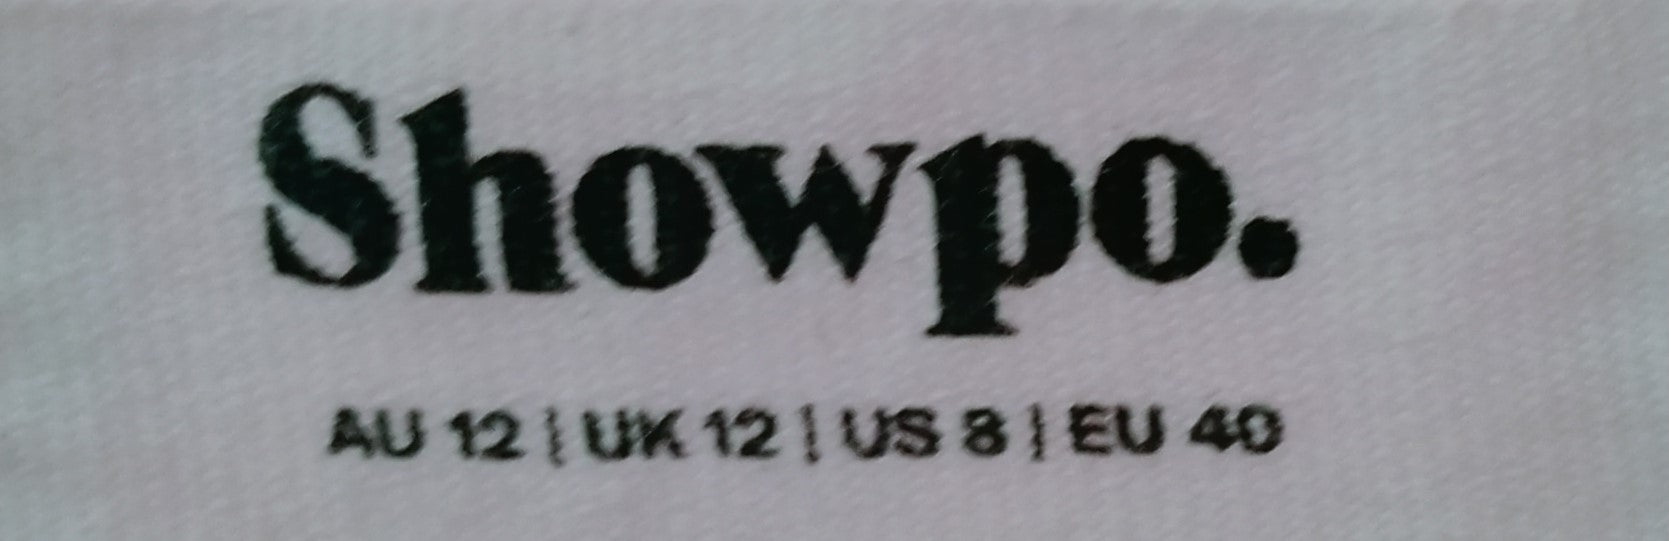 Showpo.
AU 12 | UK 12 | US 8 | EU 40